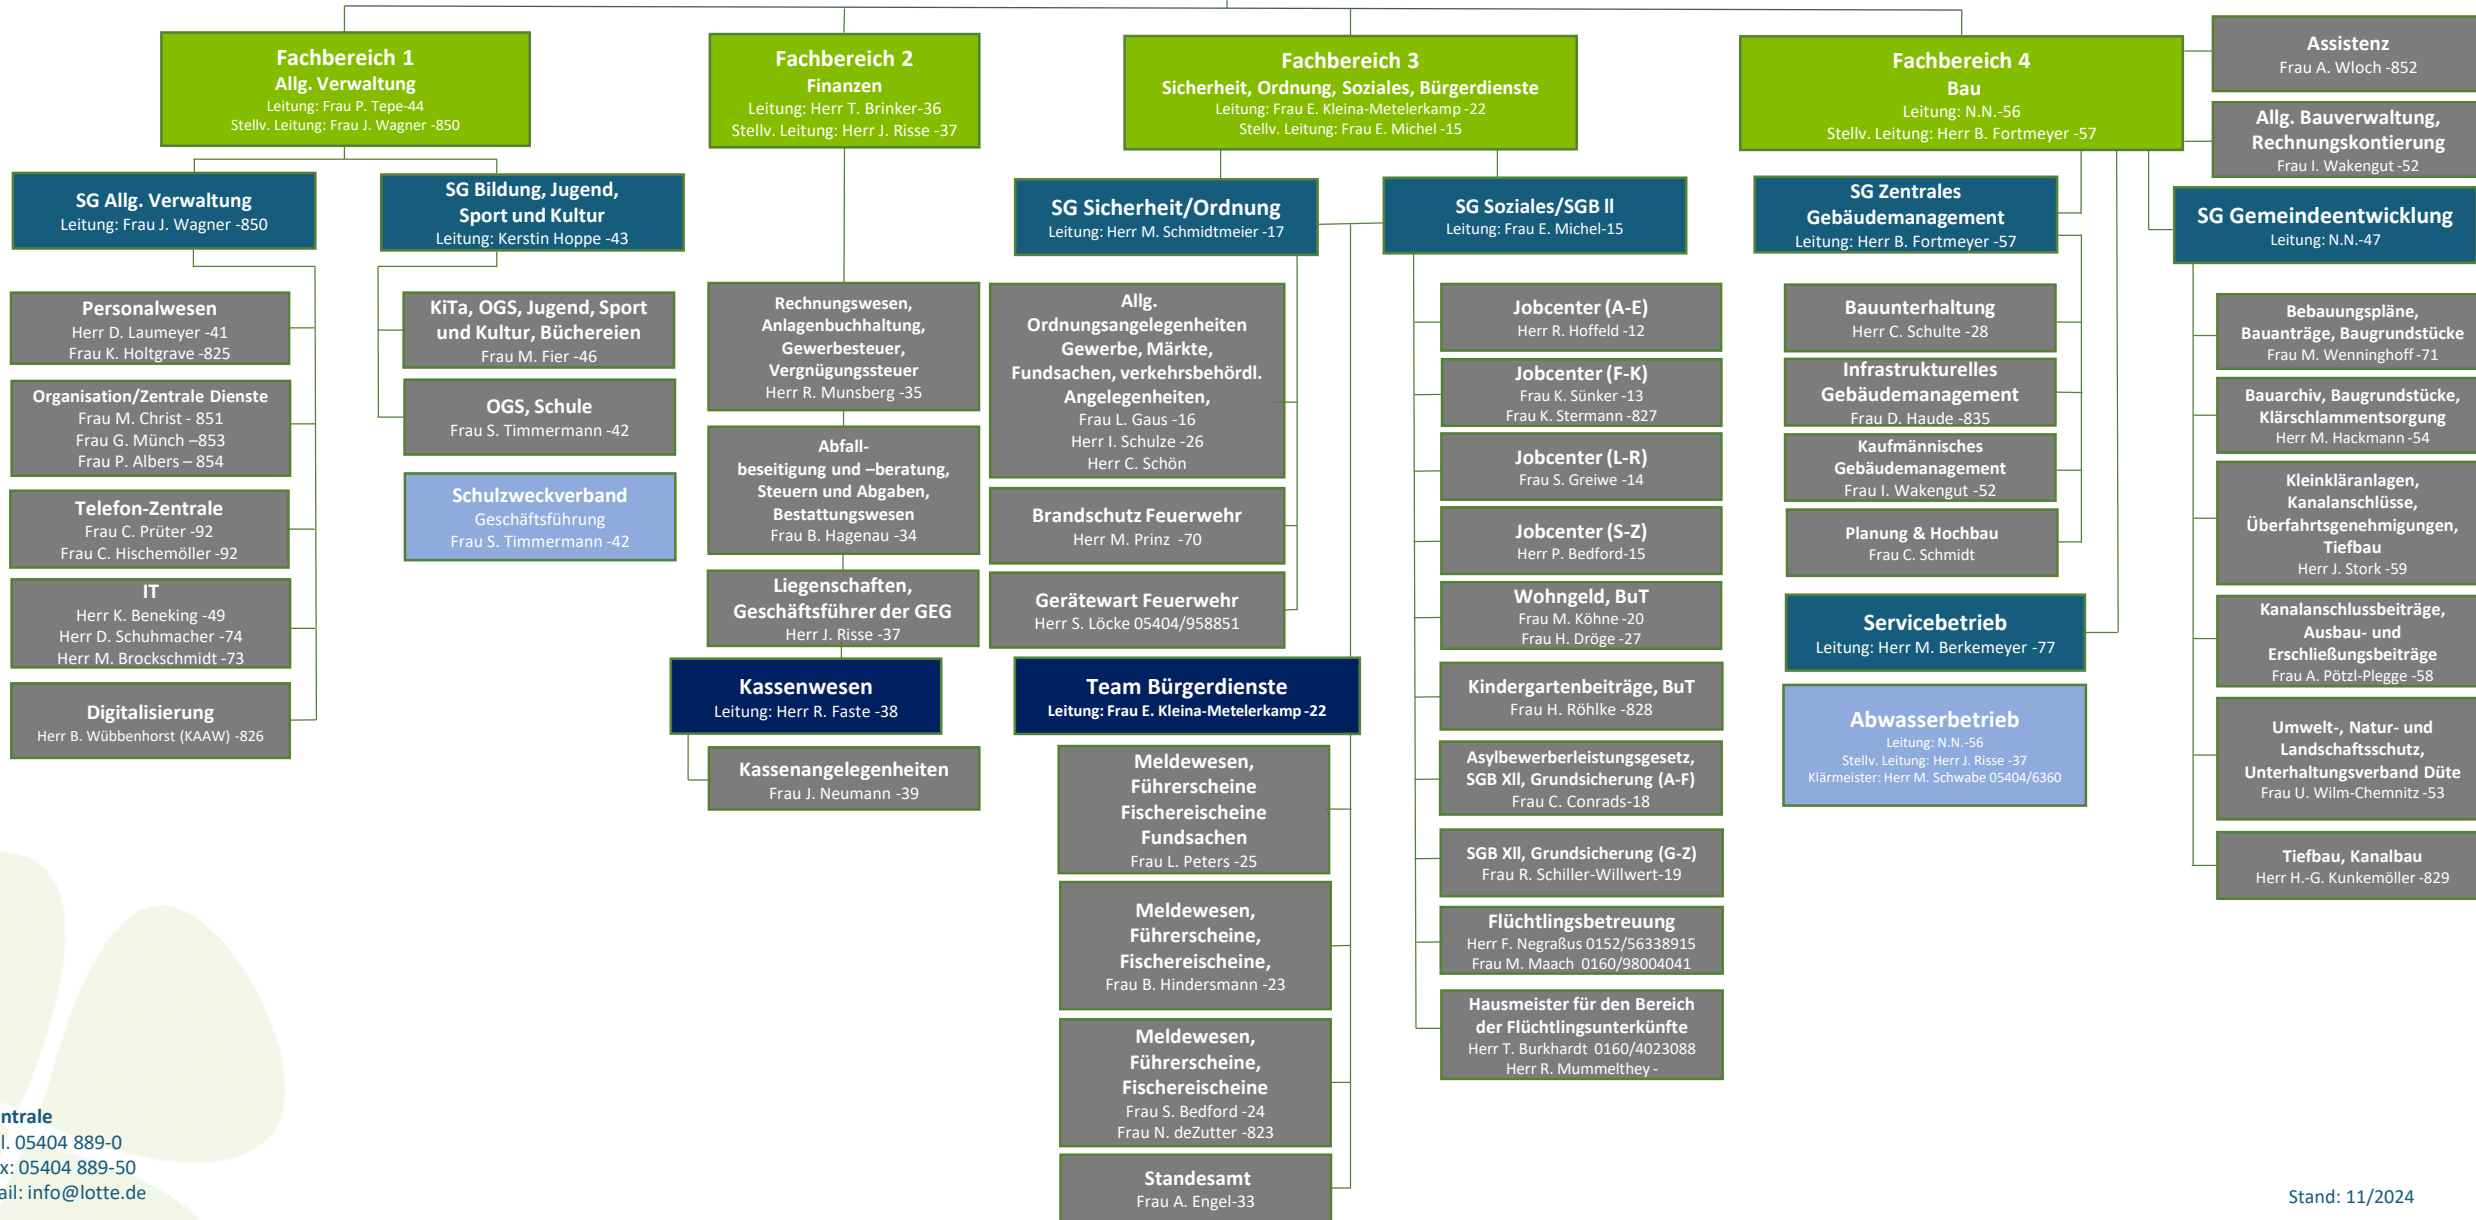 Fachbereich 1
Allg. Verwaltung
Leitung: Frau P. Tepe-44
Stellv. Leitung: Frau J. Wagner -850
SG Allg. Verwaltung
Leitung: Frau J. Wagner -850
Personalwesen
Herr D. Laumeyer -41
Frau K. Holtgrave -825
Organisation/Zentrale Dienste
Frau M. Christ - 851
Frau G. Münch –853
Frau P. Albers – 854
Telefon-Zentrale
Frau C. Prüter -92
Frau C. Hischemöller -92
IT
Herr K. Beneking -49
Herr D. Schuhmacher -74
Herr M. Brockschmidt -73
Digitalisierung
Herr B. Wübbenhorst (KAAW) -826
SG Bildung, Jugend,
Sport und Kultur
Leitung: Kerstin Hoppe -43
KiTa, OGS, Jugend, Sport
und Kultur, Büchereien
Frau M. Fier -46
OGS, Schule
Frau S. Timmermann -42
Schulzweckverband
Geschäftsführung
Frau S. Timmermann -42
Fachbereich 2
Finanzen
Leitung: Herr T. Brinker-36
Stellv. Leitung: Herr J. Risse -37
Rechnungswesen,
Anlagenbuchhaltung,
Gewerbesteuer,
Vergnügungssteuer
Herr R. Munsberg -35
Abfall-
beseitigung und –beratung,
Steuern und Abgaben,
Bestattungswesen
Frau B. Hagenau -34
Liegenschaften,
Geschäftsführer der GEG
Herr J. Risse -37
Kassenwesen
Leitung: Herr R. Faste -38
Kassenangelegenheiten
Frau J. Neumann -39
Fachbereich 3
Sicherheit, Ordnung, Soziales, Bürgerdienste
Leitung: Frau E. Kleina-Metelerkamp -22
Stellv. Leitung: Frau E. Michel -15
SG Sicherheit/Ordnung
Leitung: Herr M. Schmidtmeier -17
Allg.
Ordnungsangelegenheiten
Gewerbe, Märkte,
Fundsachen, verkehrsbehördl.
Angelegenheiten,
Frau L. Gaus -16
Herr I. Schulze -26
Herr C. Schön
Brandschutz Feuerwehr
Herr M. Prinz -70
Gerätewart Feuerwehr
Herr S. Löcke 05404/958851
Team Bürgerdienste
Leitung: Frau E. Kleina-Metelerkamp -22
Meldewesen,
Führerscheine
Fischereischeine
Fundsachen
Frau L. Peters -25
Meldewesen,
Führerscheine,
Fischereischeine,
Frau B. Hindersmann -23
Meldewesen,
Führerscheine,
Fischereischeine
Frau S. Bedford -24
Frau N. deZutter -823
Standesamt
Frau A. Engel-33
SG Soziales/SGB ll
Leitung: Frau E. Michel-15
Jobcenter (A-E)
Herr R. Hoffeld -12
Jobcenter (F-K)
Frau K. Sünker -13
Frau K. Stermann -827
Jobcenter (L-R)
Frau S. Greiwe -14
Jobcenter (S-Z)
Herr P. Bedford-15
Wohngeld, BuT
Frau M. Köhne -20
Frau H. Dröge -27
Kindergartenbeiträge, BuT
Frau H. Röhlke -828
Asylbewerberleistungsgesetz,
SGB Xll, Grundsicherung (A-F)
Frau C. Conrads-18
SGB Xll, Grundsicherung (G-Z)
Frau R. Schiller-Willwert-19
Flüchtlingsbetreuung
Herr F. Negraßus 0152/56338915
Frau M. Maach 0160/98004041
Hausmeister für den Bereich
der Flüchtlingsunterkünfte
Herr T. Burkhardt 0160/4023088
Herr R. Mummelthey -
Fachbereich 4
Bau
Leitung: N.N.-56
Stellv. Leitung: Herr B. Fortmeyer -57
Assistenz
Frau A. Wloch -852
Allg. Bauverwaltung,
Rechnungskontierung
Frau I. Wakengut -52
SG Zentrales
Gebäudemanagement
Leitung: Herr B. Fortmeyer -57
Bauunterhaltung
Herr C. Schulte -28
Infrastrukturelles
Gebäudemanagement
Frau D. Haude -835
Kaufmännisches
Gebäudemanagement
Frau I. Wakengut -52
Planung & Hochbau
Frau C. Schmidt
Servicebetrieb
Leitung: Herr M. Berkemeyer -77
Abwasserbetrieb
Leitung: N.N.-56
Stellv. Leitung: Herr J. Risse -37
Klärmeister: Herr M. Schwabe 05404/6360
SG Gemeindeentwicklung
Leitung: N.N.-47
Bebauungspläne,
Bauanträge, Baugrundstücke
Frau M. Wenninghoff -71
Bauarchiv, Baugrundstücke,
Klärschlammentsorgung
Herr M. Hackmann -54
Kleinkläranlagen,
Kanalanschlüsse,
Überfahrtsgenehmigungen,
Tiefbau
Herr J. Stork -59
Kanalanschlussbeiträge,
Ausbau- und
Erschließungsbeiträge
Frau A. Pötzl-Plegge -58
Umwelt-, Natur- und
Landschaftsschutz,
Unterhaltungsverband Düte
Frau U. Wilm-Chemnitz -53
Tiefbau, Kanalbau
Herr H.-G. Kunkemöller -829
ntrale
l. 05404 889-0
x: 05404 889-50
ail: info@lotte.de
Stand: 11/2024